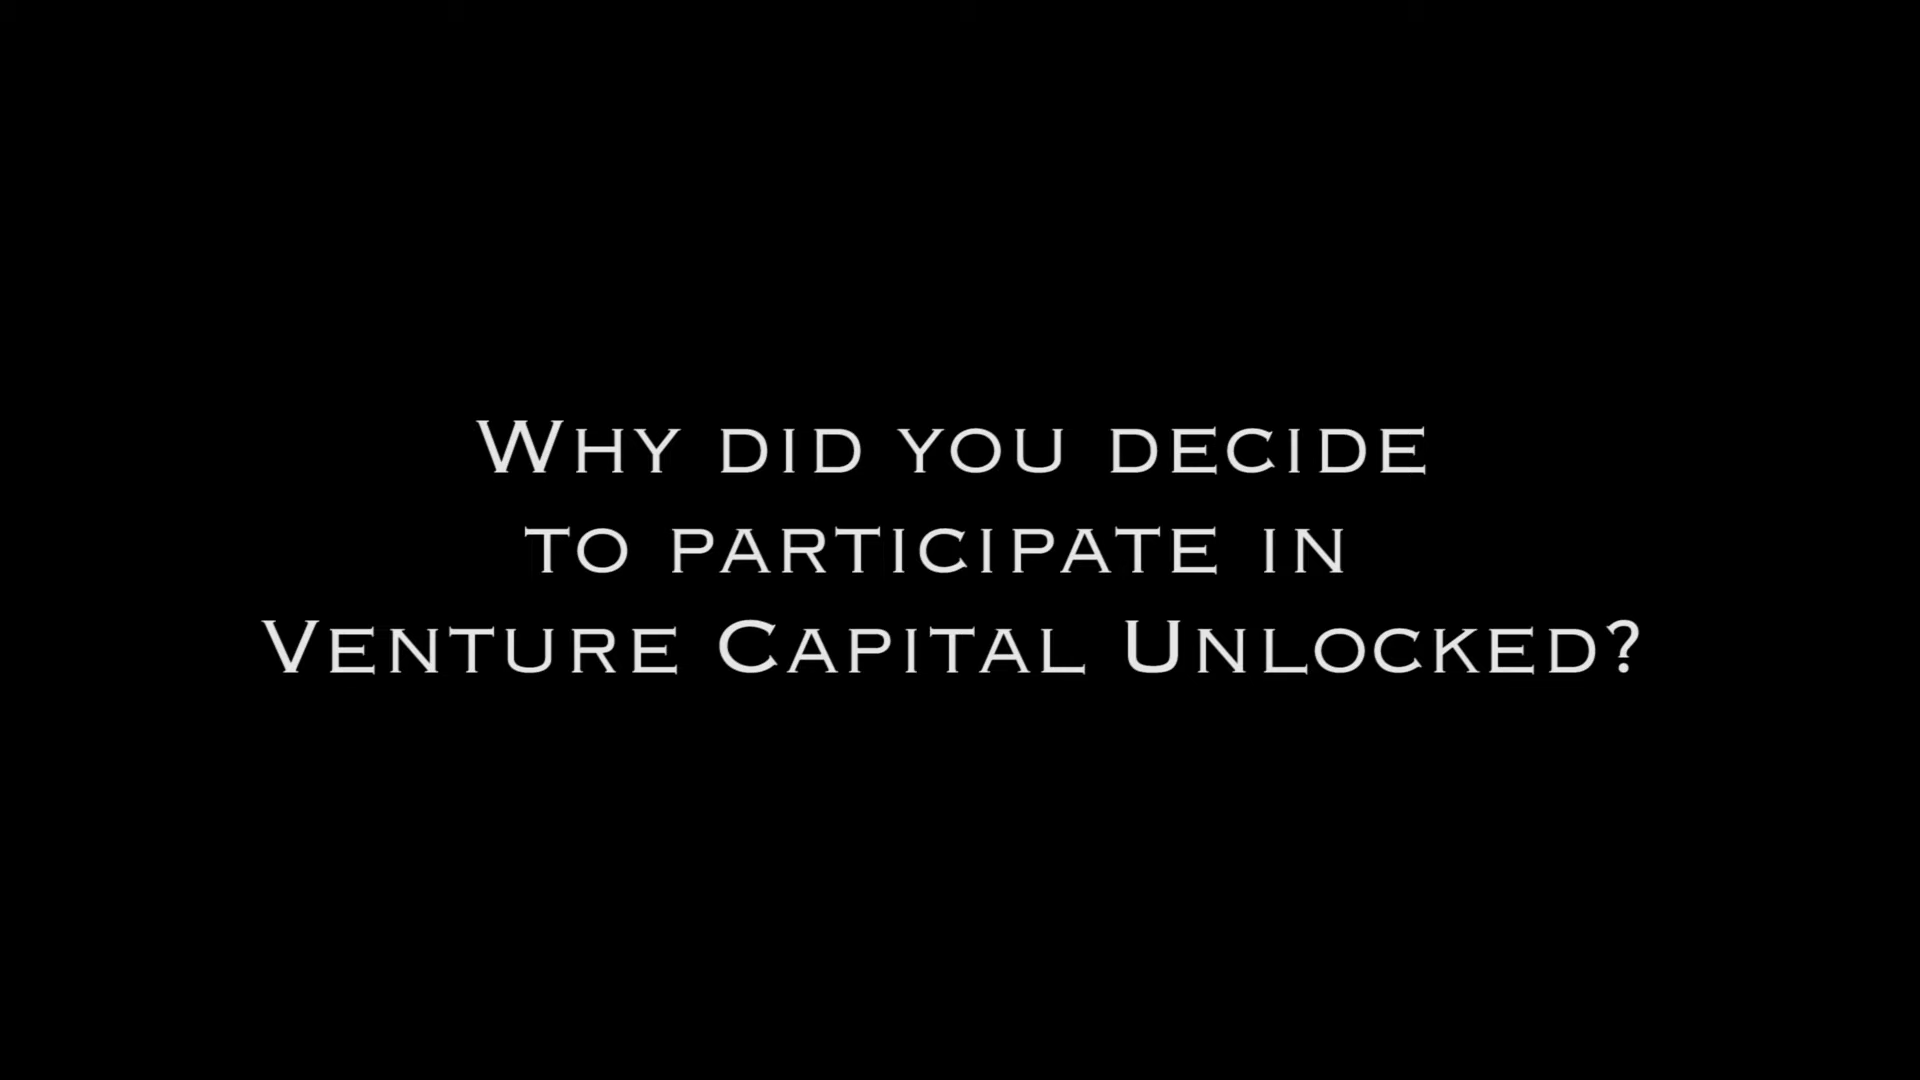 Why did you decide
to participate in
Venture Capital Unlocked?